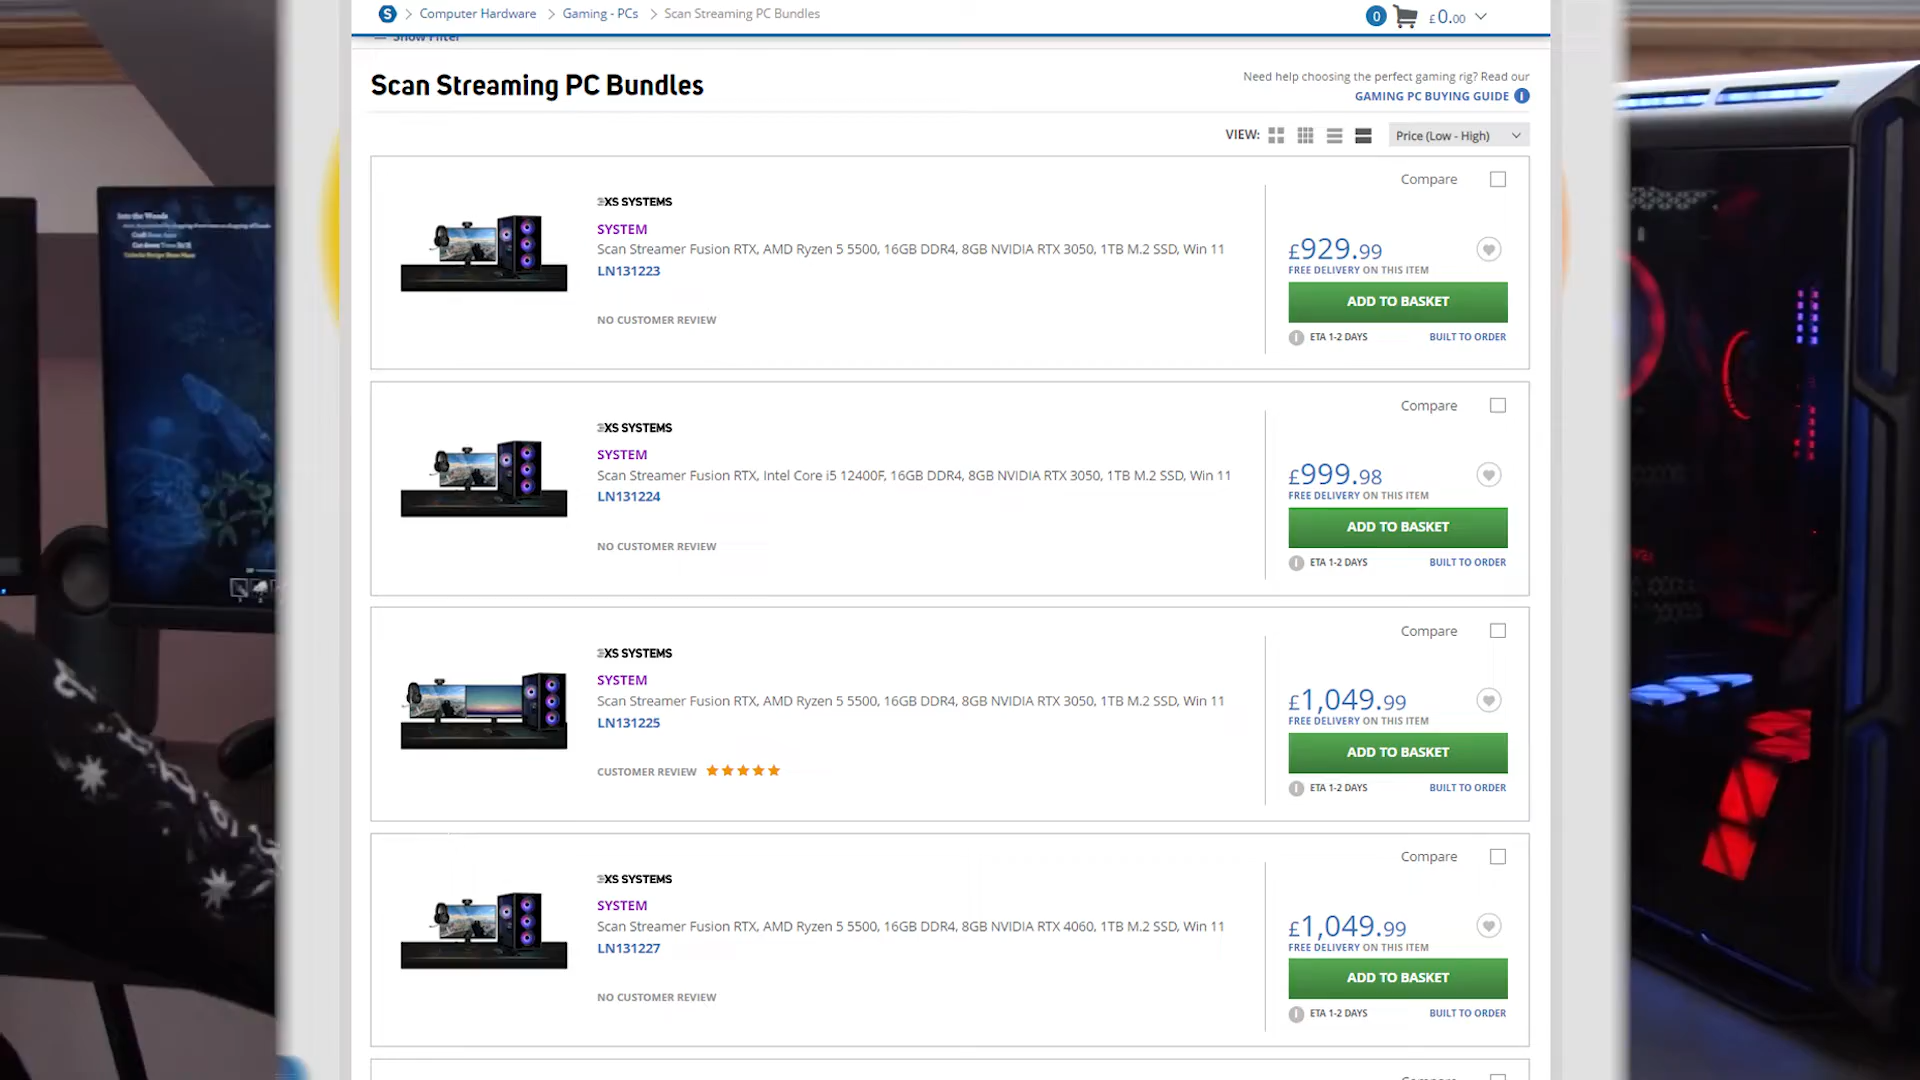 S > Computer Hardware > Gaming - PCs > Scan Streaming PC Bundles
0 £0.00
Show Filter
Scan Streaming PC Bundles
Need help choosing the perfect gaming rig? Read our
GAMING PC BUYING GUIDE i
VIEW: Price (Low - High)
Compare
3XS SYSTEMS
SYSTEM
Scan Streamer Fusion RTX, AMD Ryzen 5 5500, 16GB DDR4, 8GB NVIDIA RTX 3050, 1TB M.2 SSD, Win 11
LN131223
NO CUSTOMER REVIEW
£929.99
FREE DELIVERY ON THIS ITEM
ADD TO BASKET
ETA 1-2 DAYS BUILT TO ORDER
Compare
3XS SYSTEMS
SYSTEM
Scan Streamer Fusion RTX, Intel Core i5 12400F, 16GB DDR4, 8GB NVIDIA RTX 3050, 1TB M.2 SSD, Win 11
LN131224
NO CUSTOMER REVIEW
£999.98
FREE DELIVERY ON THIS ITEM
ADD TO BASKET
ETA 1-2 DAYS BUILT TO ORDER
Compare
3XS SYSTEMS
SYSTEM
Scan Streamer Fusion RTX, AMD Ryzen 5 5500, 16GB DDR4, 8GB NVIDIA RTX 3050, 1TB M.2 SSD, Win 11
LN131225
CUSTOMER REVIEW
£1,049.99
FREE DELIVERY ON THIS ITEM
ADD TO BASKET
ETA 1-2 DAYS BUILT TO ORDER
Compare
3XS SYSTEMS
SYSTEM
Scan Streamer Fusion RTX, AMD Ryzen 5 5500, 16GB DDR4, 8GB NVIDIA RTX 4060, 1TB M.2 SSD, Win 11
LN131227
NO CUSTOMER REVIEW
£1,049.99
FREE DELIVERY ON THIS ITEM
ADD TO BASKET
ETA 1-2 DAYS BUILT TO ORDER
Compare
Into the Woods